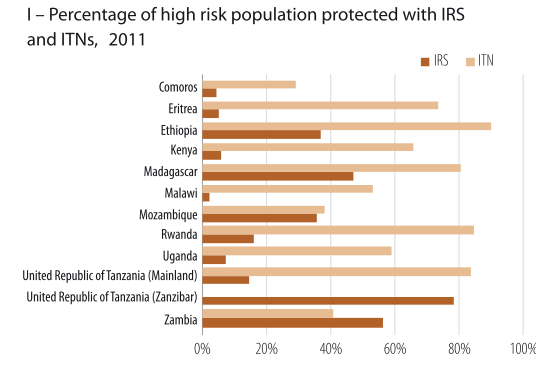 I – Percentage of high risk population protected with IRS
and ITNs, 2011
IRS ITN
Comoros
Eritrea
Ethiopia
Kenya
Madagascar
Malawi
Mozambique
Rwanda
Uganda
United Republic of Tanzania (Mainland)
United Republic of Tanzania (Zanzibar)
Zambia
0% 20% 40% 60% 80% 100%